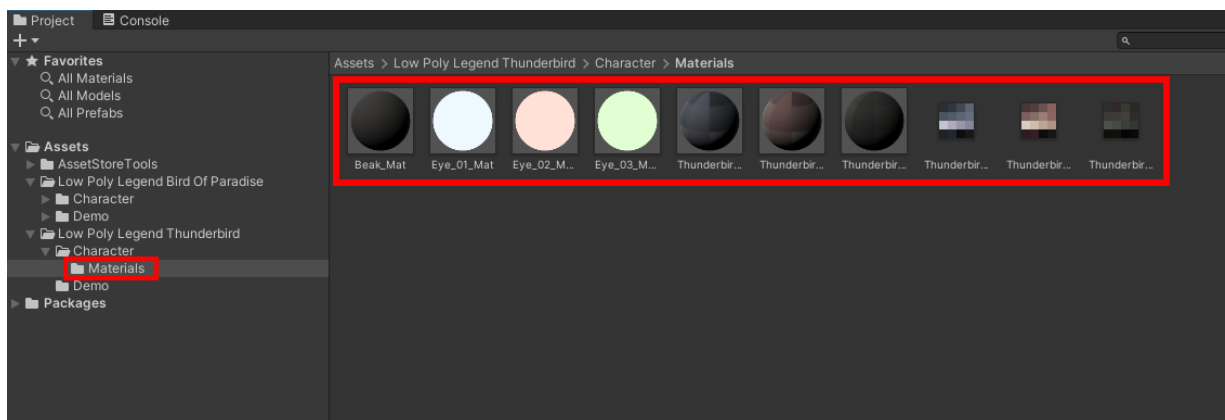 Project Console
Favorites
All Materials
All Models
All Prefabs
Assets
AssetStoreTools
Low Poly Legend Bird Of Paradise
Character
Demo
Low Poly Legend Thunderbird
Character
Materials
Demo
Packages
Assets > Low Poly Legend Thunderbird > Character > Materials
Beak_Mat Eye_01_Mat Eye_02_M... Eye_03_M... Thunderbir... Thunderbir... Thunderbir... Thunderbir... Thunderbir... Thunderbir...